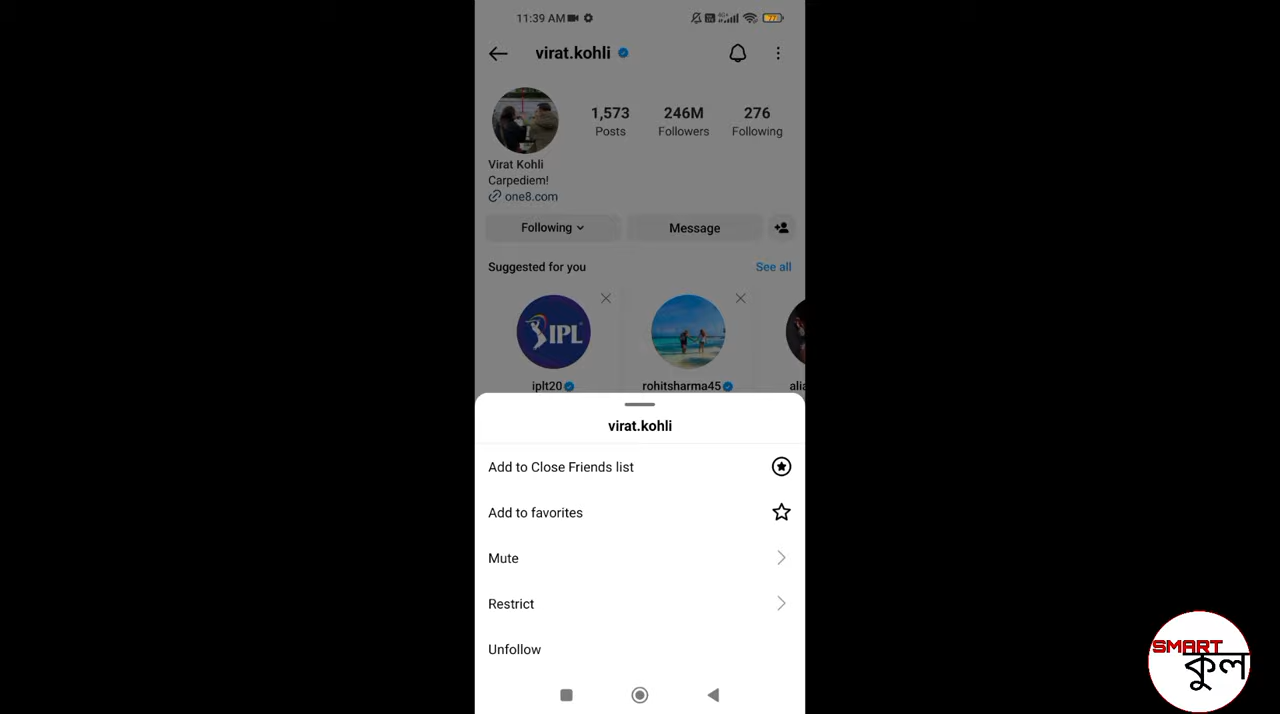 11:39 AM
77
virat.kohli
1,573 246M 276
Posts Followers Following
Virat Kohli
Carpediem!
one8.com
Following Message
Suggested for you See all
IPL
iplt20 rohitsharma45 alia
virat.kohli
Add to Close Friends list
Add to favorites
Mute
Restrict
Unfollow
SMART
কুল